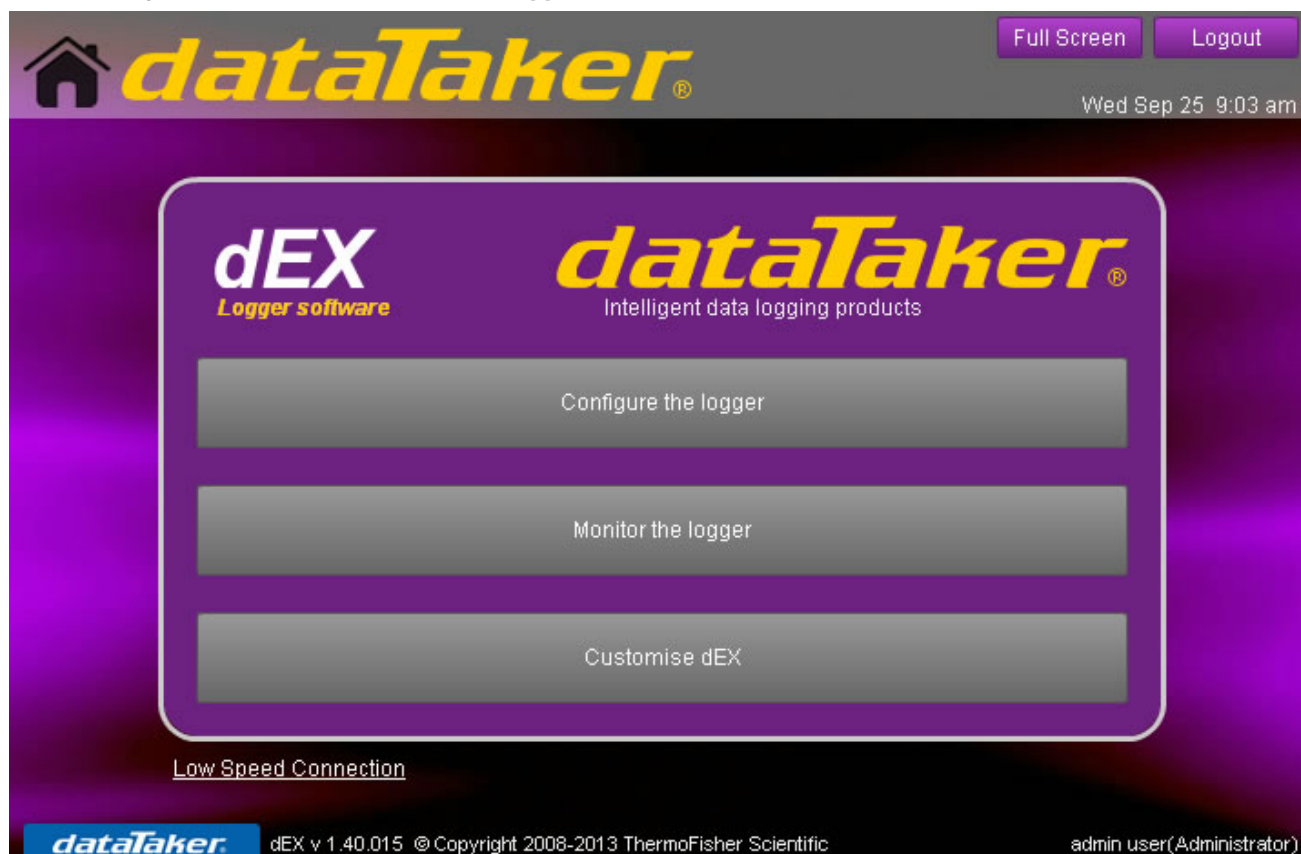 dataTaker®
Full Screen
Logout
Wed Sep 25 9:03 am
dEX
Logger software
dataTaker®
Intelligent data logging products
Configure the logger
Monitor the logger
Customise dEX
Low Speed Connection
dataTaker.
dEX v 1.40.015 © Copyright 2008-2013 ThermoFisher Scientific
admin user(Administrator)